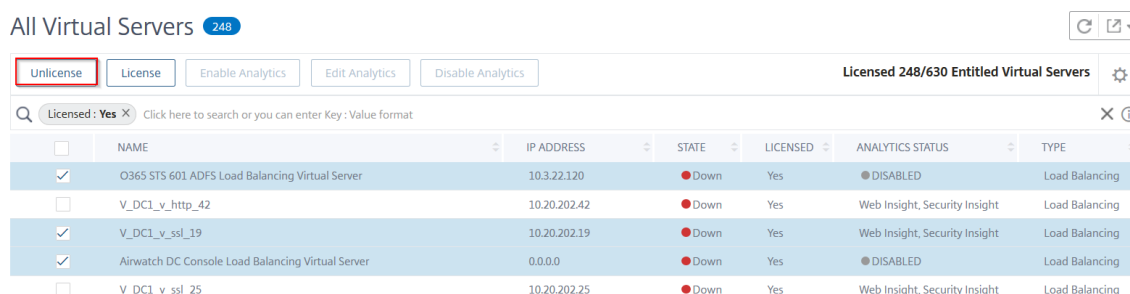 All Virtual Servers 248
Unlicense License Enable Analytics Edit Analytics Disable Analytics Licensed 248/630 Entitled Virtual Servers
Licensed : Yes × Click here to search or you can enter Key : Value format
NAME IP ADDRESS STATE LICENSED ANALYTICS STATUS TYPE
O365 STS 601 ADFS Load Balancing Virtual Server 10.3.22.120 Down Yes DISABLED Load Balancing
V_DC1_v_http_42 10.20.202.42 Down Yes Web Insight, Security Insight Load Balancing
V_DC1_v_ssl_19 10.20.202.19 Down Yes Web Insight, Security Insight Load Balancing
Airwatch DC Console Load Balancing Virtual Server 0.0.0.0 Down Yes DISABLED Load Balancing
V_DC1_v_ssl_25 10.20.202.25 Down Yes Web Insight, Security Insight Load Balancing